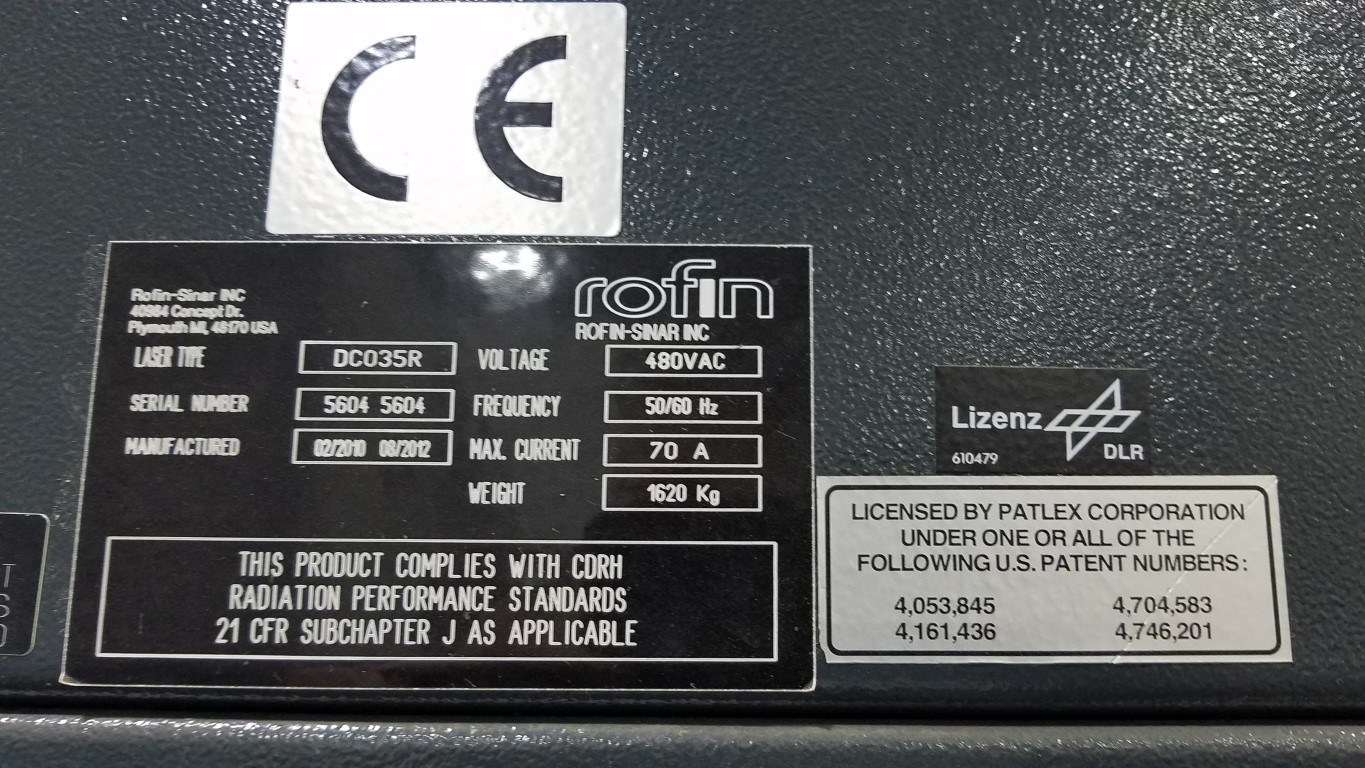 CE
rofin
Rofin-Sinar INC
40984 Concept Dr.
Plymouth MI, 48170 USA
ROFIN-SINAR INC
LASER TYPE DC035R VOLTAGE 480VAC
SERIAL NUMBER 5604 5604 FREQUENCY 50/60 Hz
MANUFACTURED 02/2010 08/2012 MAX. CURRENT 70 A
WEIGHT 1620 Kg
THIS PRODUCT COMPLIES WITH CDRH
RADIATION PERFORMANCE STANDARDS
21 CFR SUBCHAPTER J AS APPLICABLE
Lizenz
610479 DLR
LICENSED BY PATLEX CORPORATION
UNDER ONE OR ALL OF THE
FOLLOWING U.S. PATENT NUMBERS:
4,053,845 4,704,583
4,161,436 4,746,201